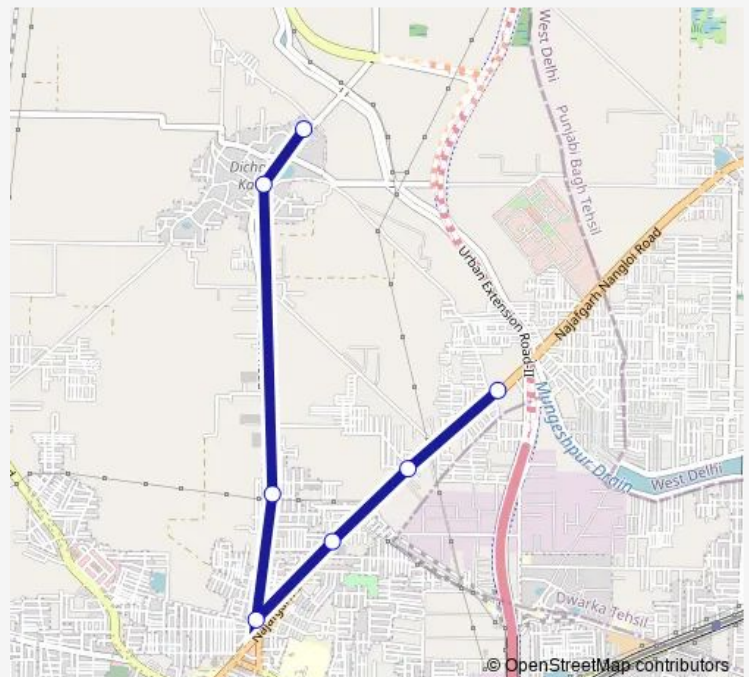 West Delhi
Punjabi Bagh Tehsil
Najafgarh Nangloi Road
Urban Extension Road-II
Mungeshpur Drain
West Delhi
Dwarka Tehsil
© OpenStreetMap contributors